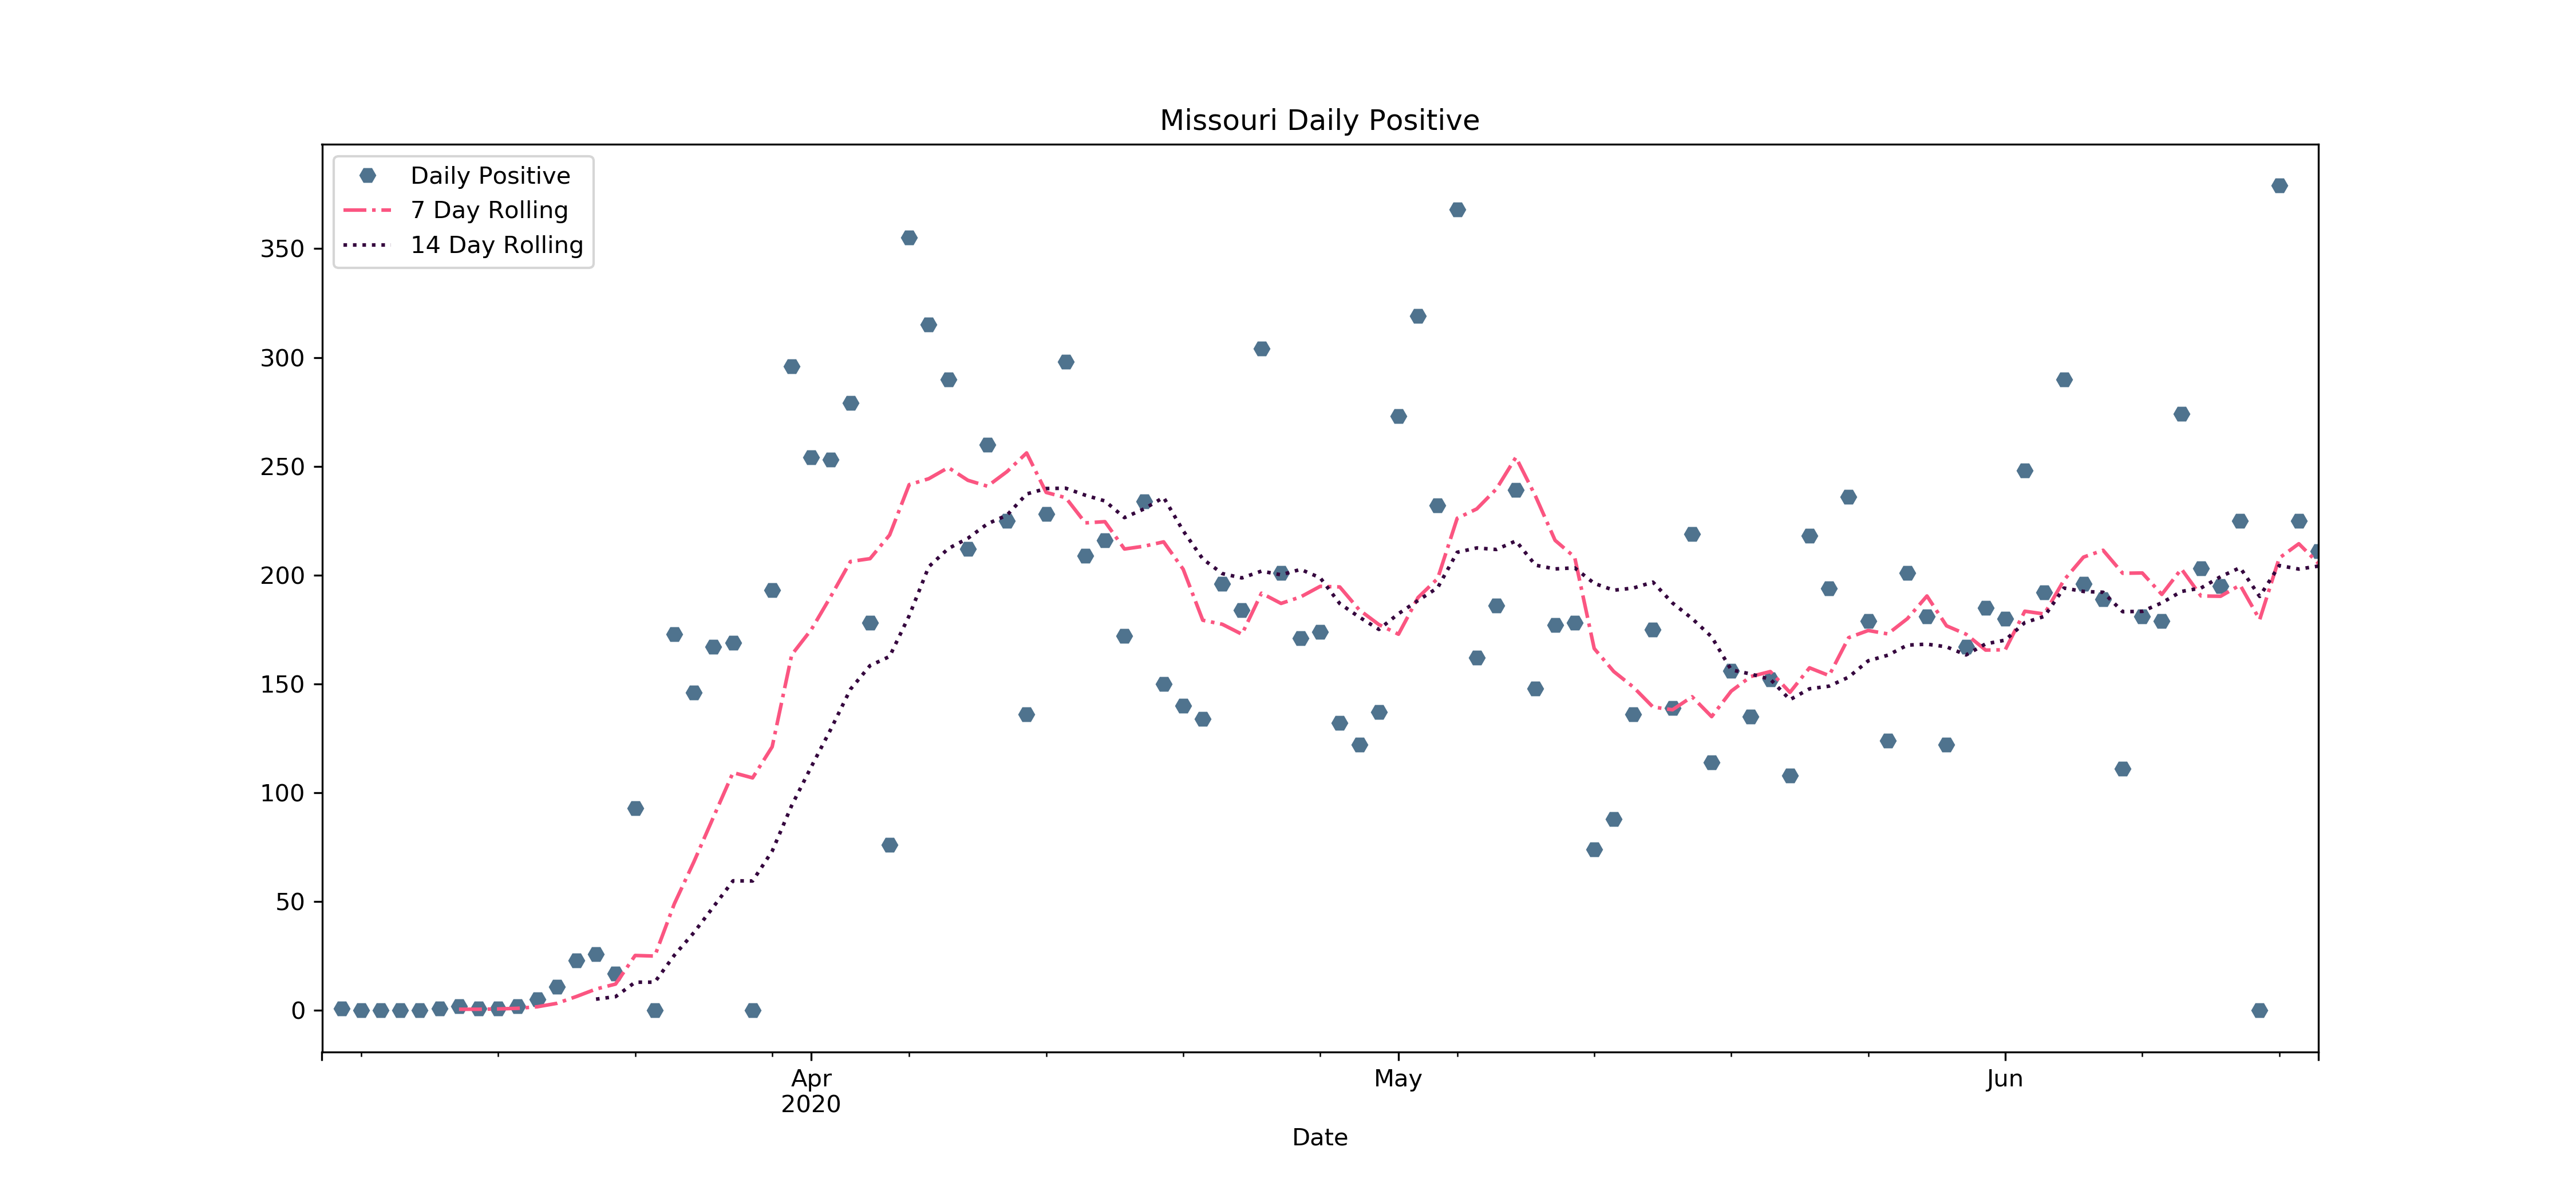 Missouri Daily Positive
Daily Positive
7 Day Rolling
14 Day Rolling
350
300
250
200
150
100
50
0
Apr
2020
May
Jun
Date